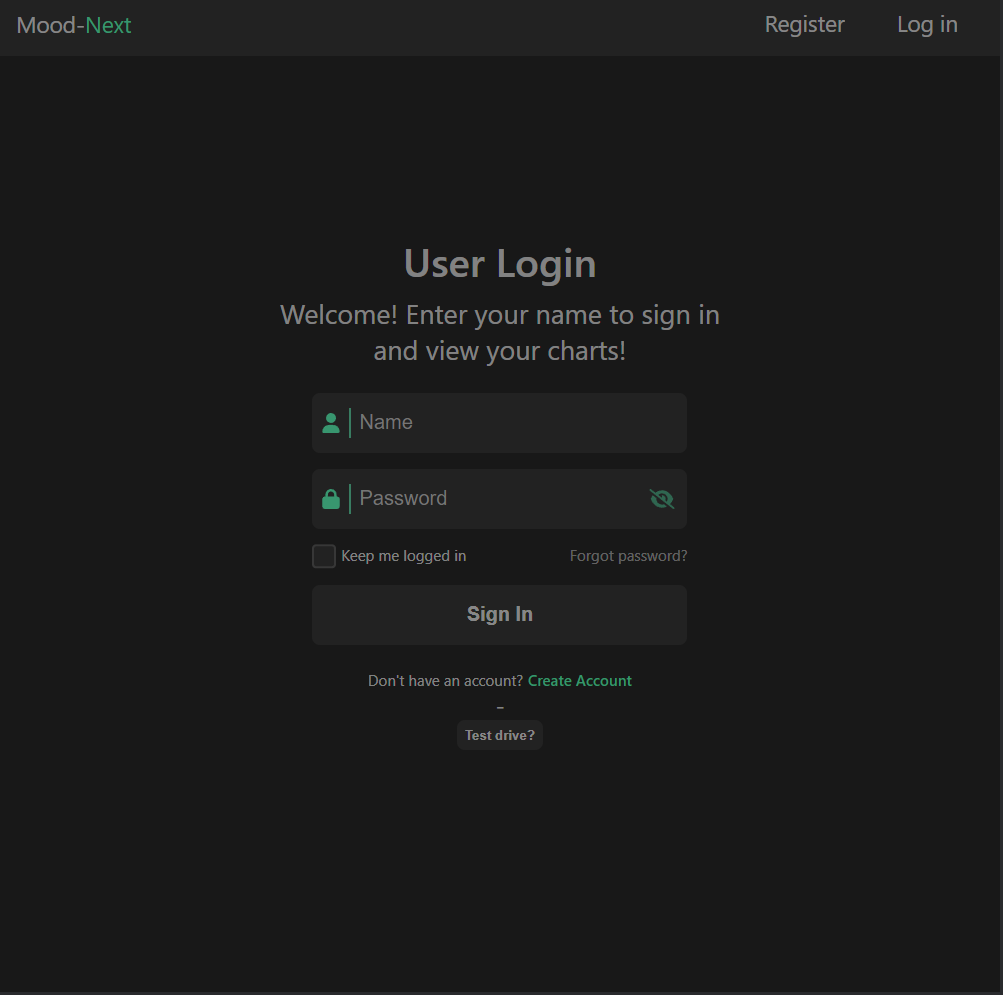 Mood-Next
Register
Log in
User Login
Welcome! Enter your name to sign in
and view your charts!
Name
Password
Keep me logged in
Forgot password?
Sign In
Don't have an account? Create Account
–
Test drive?